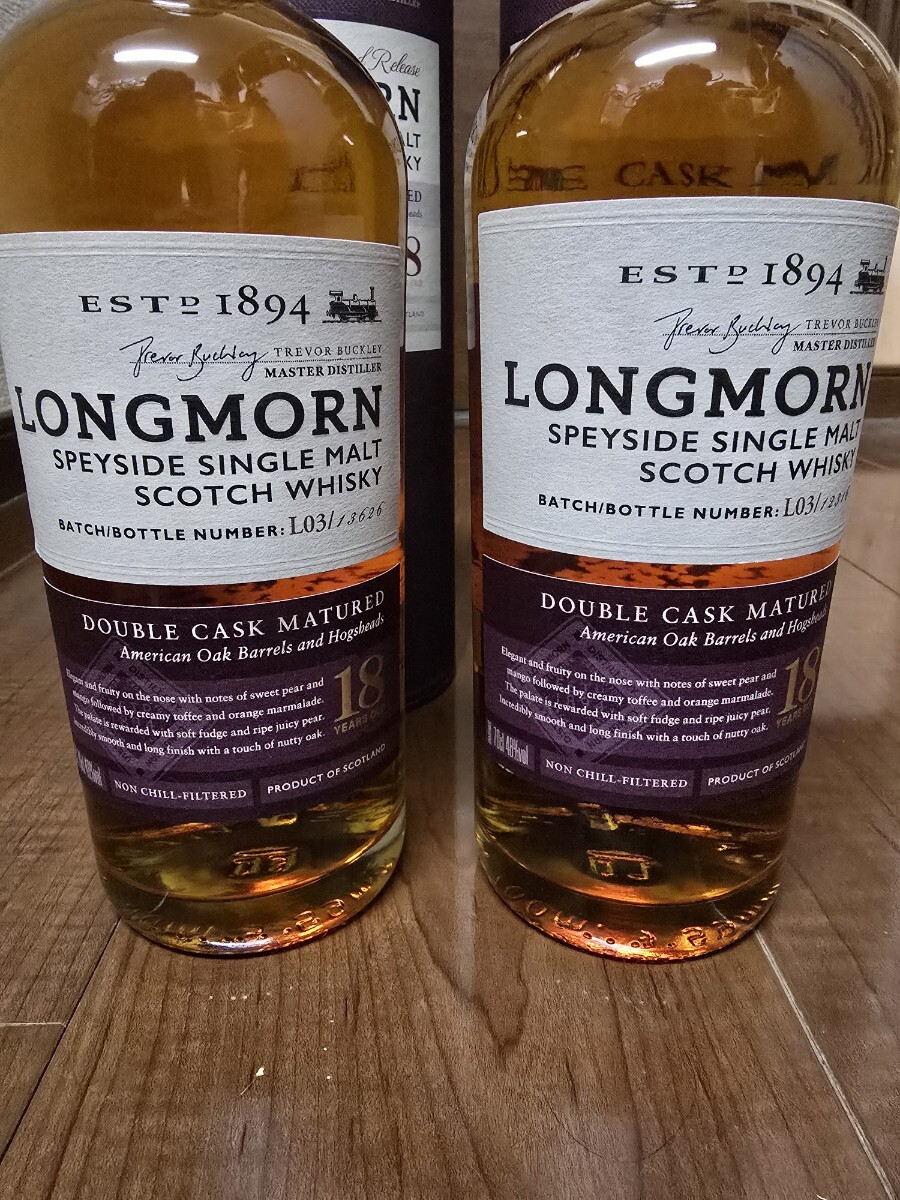 Release
RN
ALT
KY
ED
8
ESTD 1894
Trevor Buckley TREVOR BUCKLEY
MASTER DISTILLER
LONGMORN
SPEYSIDE SINGLE MALT
SCOTCH WHISKY
BATCH/BOTTLE NUMBER: L03/13626
DOUBLE CASK MATURED
American Oak Barrels and Hogsheads
Elegant and fruity on the nose with notes of sweet pear and
mango followed by creamy toffee and orange marmalade.
The palate is rewarded with soft fudge and ripe juicy pear.
Incredibly smooth and long finish with a touch of nutty oak.
18
YEARS OLD
NON CHILL-FILTERED
PRODUCT OF SCOTLAND
CASK
ESTD 1894
Trevor Buckley TREVOR BUCKLEY
MASTER DISTILLER
LONGMORN
SPEYSIDE SINGLE MALT
SCOTCH WHISKY
BATCH/BOTTLE NUMBER: L03/12316
DOUBLE CASK MATURED
American Oak Barrels and Hogsheads
Elegant and fruity on the nose with notes of sweet pear and
mango followed by creamy toffee and orange marmalade.
The palate is rewarded with soft fudge and ripe juicy pear.
Incredibly smooth and long finish with a touch of nutty oak.
18
YEARS
70cl 48%vol
NON CHILL-FILTERED
PRODUCT OF SCOTLAND